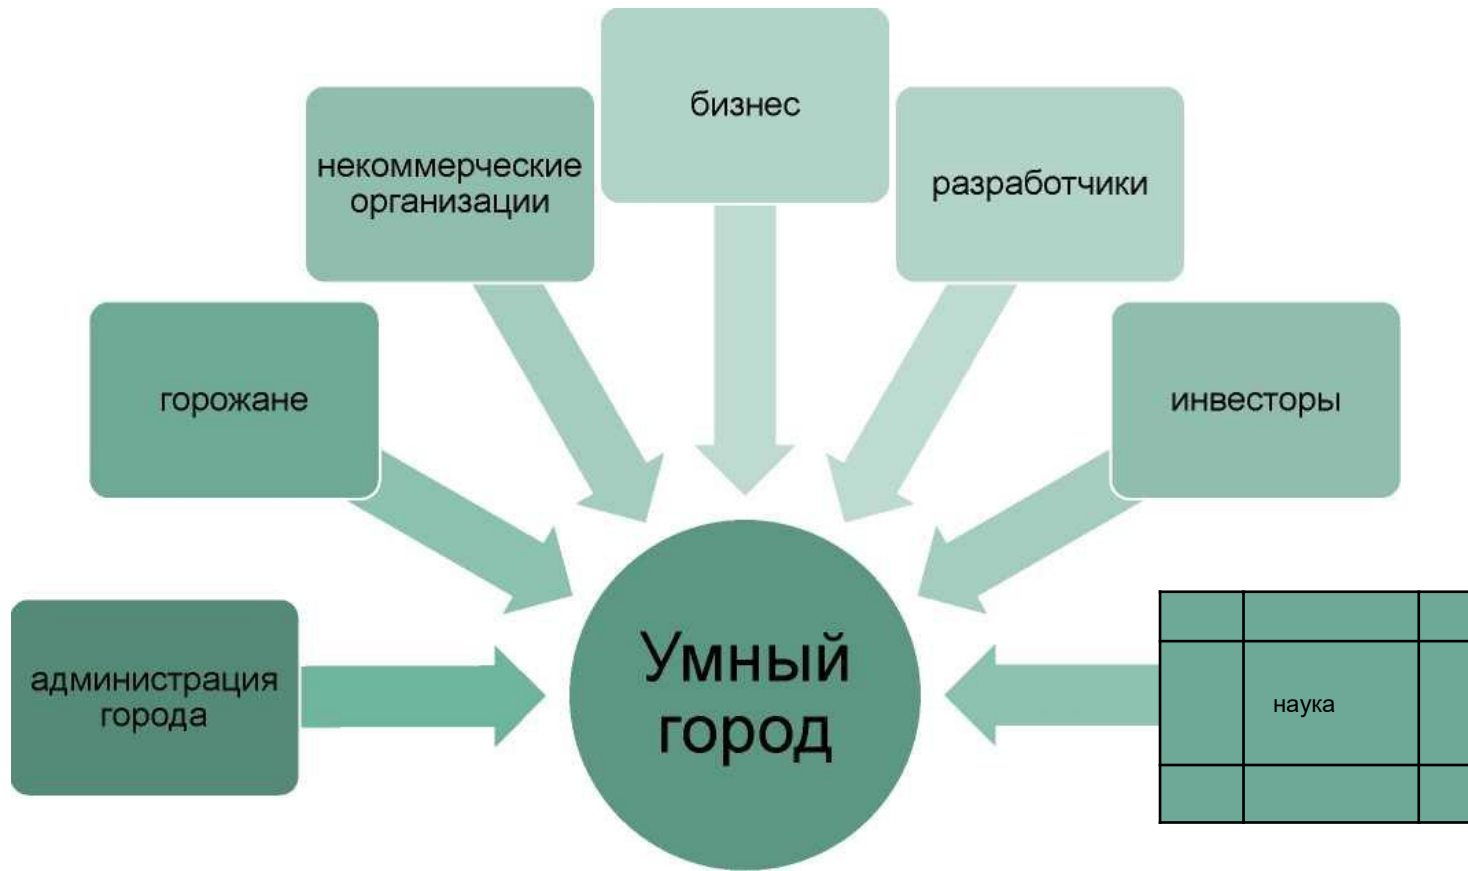 бизнес
некоммерческие
организации
разработчики
горожане
инвесторы
администрация
города
Умный
город
наука